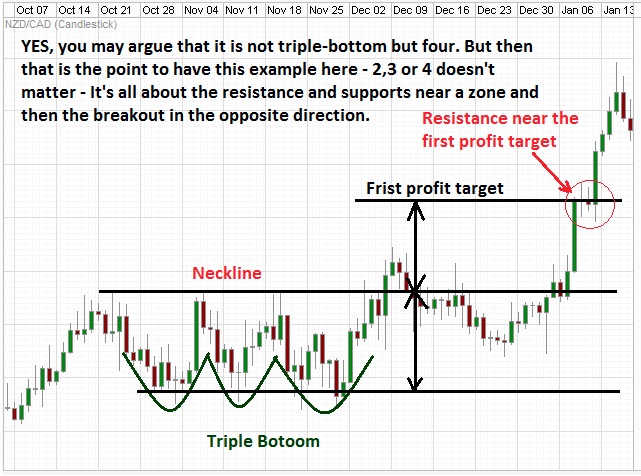 Oct 07 Oct 14 Oct 21 Oct 28 Nov 04 Nov 11 Nov 18 Nov 25 Dec 02 Dec 09 Dec 16 Dec 23 Dec 30 Jan 06 Jan 13
NZD/CAD (Candlestick)
YES, you may argue that it is not triple-bottom but four. But then
that is the point to have this example here - 2,3 or 4 doesn't
matter - It's all about the resistance and supports near a zone and
then the breakout in the opposite direction.
Resistance near the
first profit target
Frist profit target
Neckline
Triple Botoom